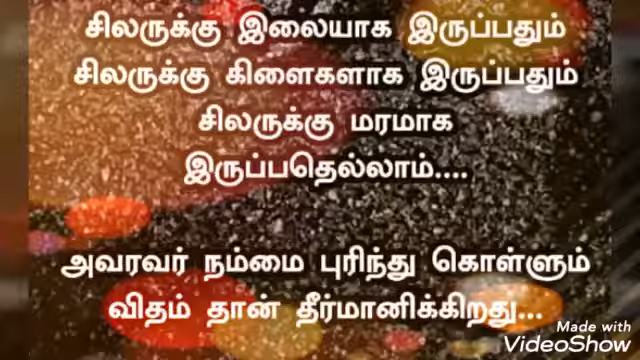 சிலருக்கு இலையாக இருப்பதும்
சிலருக்கு கிளைகளாக இருப்பதும்
சிலருக்கு மரமாக
இருப்பதெல்லாம்....
அவரவர் நம்மை புரிந்து கொள்ளும்
விதம் தான் தீர்மானிக்கிறது...
Made with
VideoShow